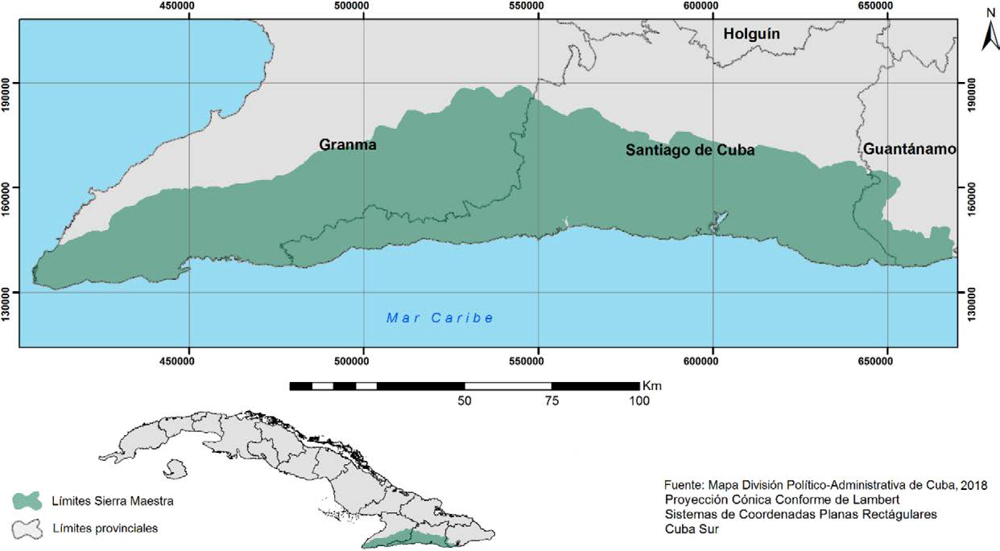 450000 500000 550000 600000 650000
N
Holguín
190000 190000
Granma
Santiago de Cuba
Guantánamo
160000 160000
130000 130000
Mar Caribe
450000 500000 550000 600000 650000
Km
50 75 100
Límites Sierra Maestra
Límites provinciales
Fuente: Mapa División Político-Administrativa de Cuba, 2018
Proyección Cónica Conforme de Lambert
Sistemas de Coordenadas Planas Rectágulares
Cuba Sur